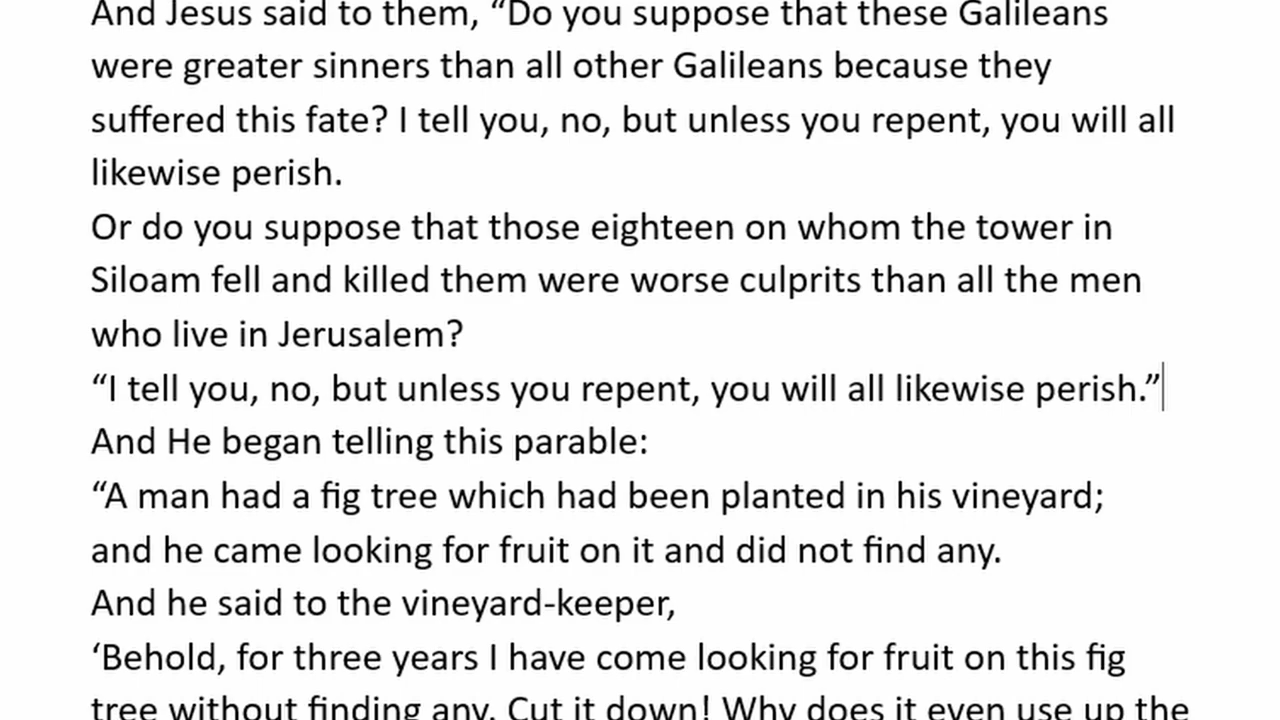 And Jesus said to them, “Do you suppose that these Galileans
were greater sinners than all other Galileans because they
suffered this fate? I tell you, no, but unless you repent, you will all
likewise perish.
Or do you suppose that those eighteen on whom the tower in
Siloam fell and killed them were worse culprits than all the men
who live in Jerusalem?
“I tell you, no, but unless you repent, you will all likewise perish.”
And He began telling this parable:
“A man had a fig tree which had been planted in his vineyard;
and he came looking for fruit on it and did not find any.
And he said to the vineyard-keeper,
‘Behold, for three years I have come looking for fruit on this fig
tree without finding any. Cut it down! Why does it even use up the